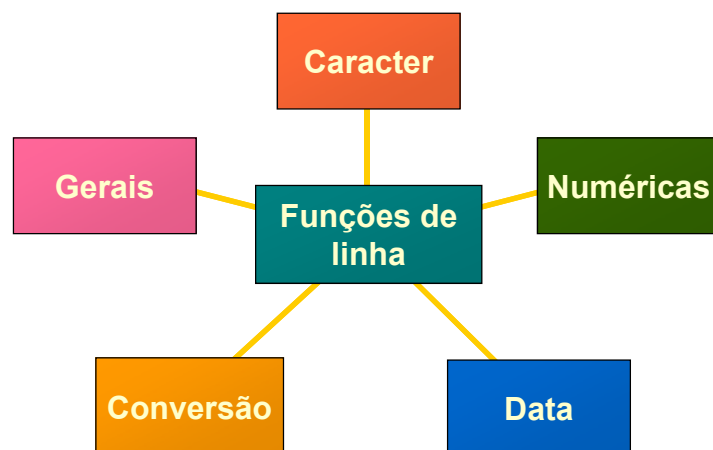 Caracter
Gerais
Numéricas
Funções de
linha
Conversão
Data